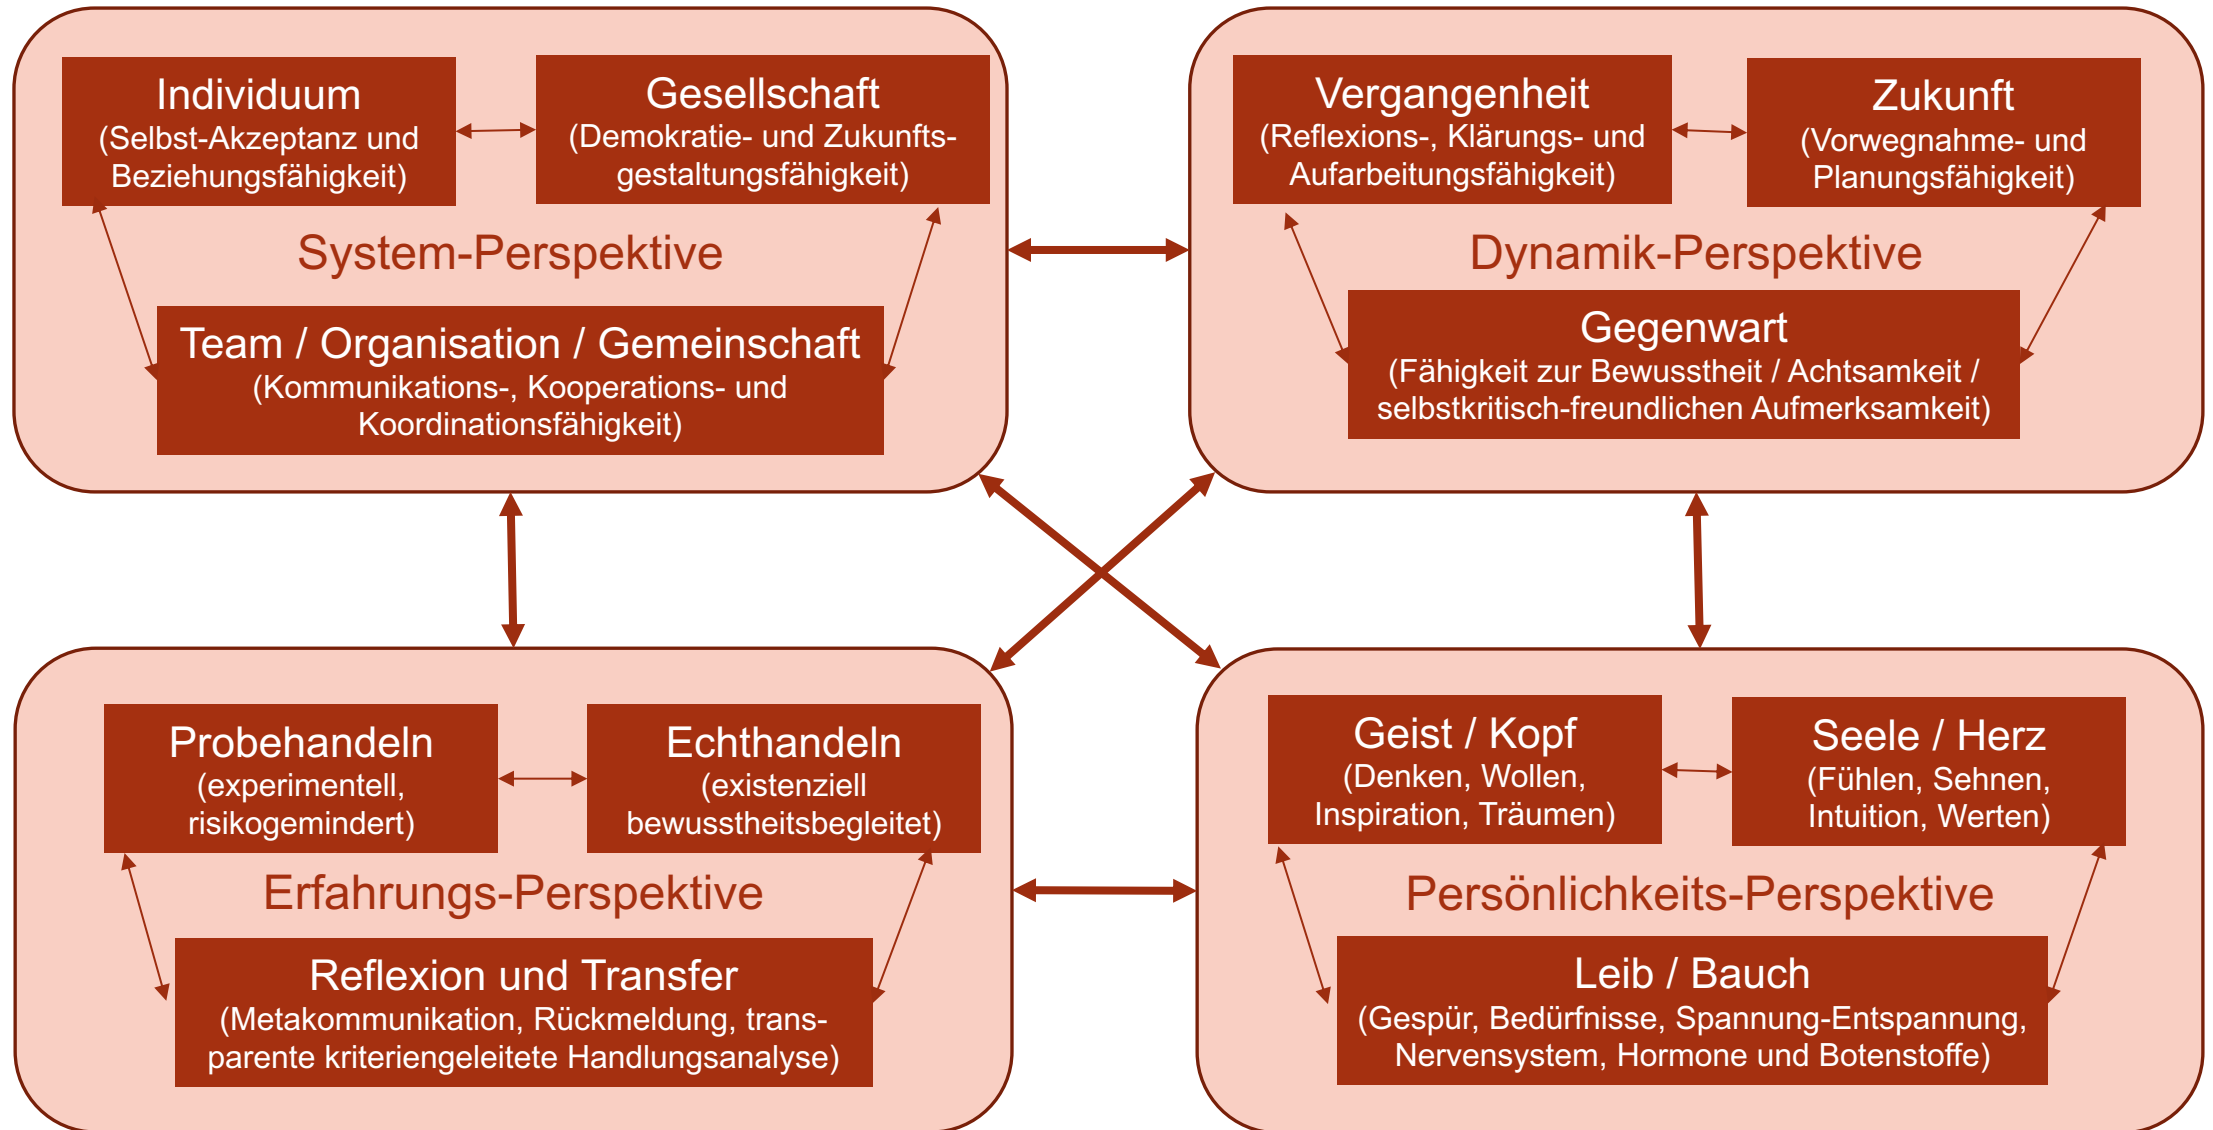 Individuum
(Selbst-Akzeptanz und
Beziehungsfähigkeit)
Gesellschaft
(Demokratie- und Zukunfts-
gestaltungsfähigkeit)
System-Perspektive
Team / Organisation / Gemeinschaft
(Kommunikations-, Kooperations- und
Koordinationsfähigkeit)
Vergangenheit
(Reflexions-, Klärungs- und
Aufarbeitungsfähigkeit)
Zukunft
(Vorwegnahme- und
Planungsfähigkeit)
Dynamik-Perspektive
Gegenwart
(Fähigkeit zur Bewusstheit / Achtsamkeit /
selbstkritisch-freundlichen Aufmerksamkeit)
Probehandeln
(experimentell,
risikogemindert)
Echthandeln
(existenziell
bewusstheitsbegleitet)
Erfahrungs-Perspektive
Reflexion und Transfer
(Metakommunikation, Rückmeldung, trans-
parente kriteriengeleitete Handlungsanalyse)
Geist / Kopf
(Denken, Wollen,
Inspiration, Träumen)
Seele / Herz
(Fühlen, Sehnen,
Intuition, Werten)
Persönlichkeits-Perspektive
Leib / Bauch
(Gespür, Bedürfnisse, Spannung-Entspannung,
Nervensystem, Hormone und Botenstoffe)